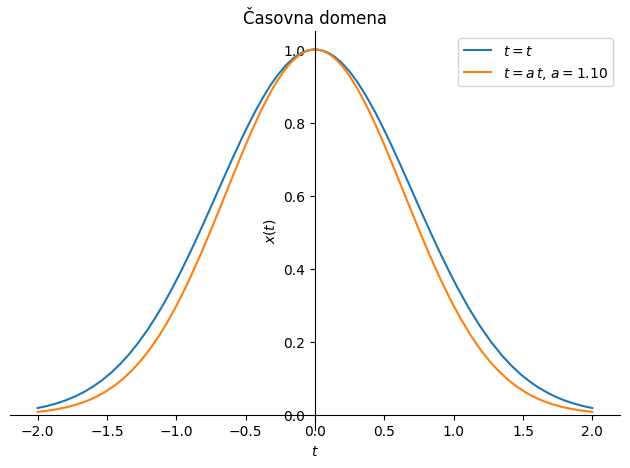 Časovna domena
t = t
t = a t, a = 1.10
1.0
0.8
0.6
x(t)
0.4
0.2
0.0
−2.0 −1.5 −1.0 −0.5 0.0 0.5 1.0 1.5 2.0
t